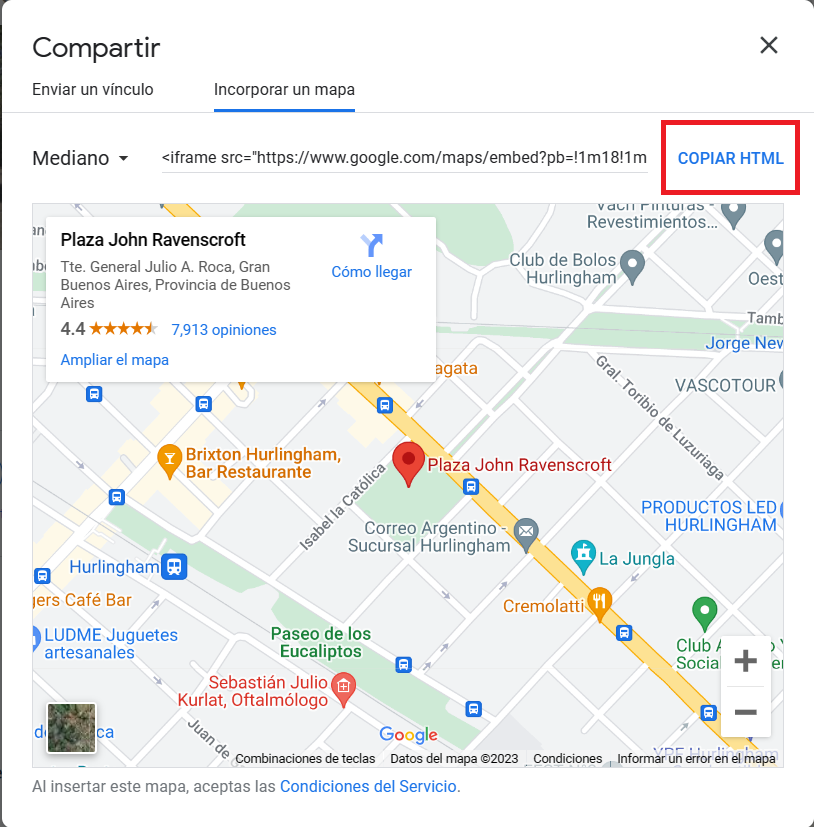 Compartir
Enviar un vínculo
Incorporar un mapa
Mediano
<iframe src="https://www.google.com/maps/embed?pb=!1m18!1m
COPIAR HTML
Plaza John Ravenscroft
Tte. General Julio A. Roca, Gran
Buenos Aires, Provincia de Buenos
Aires
4.4
7,913 opiniones
Ampliar el mapa
Cómo llegar
Vach Pinturas -
Revestimientos...
Club de Bolos
Hurlingham
Oest
Tamb
Jorge New
agata
Gral. Toribio de Luzuriaga
VASCOTOUR
Brixton Hurlingham,
Bar Restaurante
Plaza John Ravenscroft
Isabel la Católica
PRODUCTOS LED
HURLINGHAM
Correo Argentino -
Sucursal Hurlingham
La Jungla
Hurlingham
gers Café Bar
Cremolatti
LUDME Juguetes
artesanales
Paseo de los
Eucaliptos
Club A
Social
Sebastián Julio
Kurlat, Oftalmólogo
Juan de
Google
YPF Hurlingham
Combinaciones de teclas
Datos del mapa ©2023
Condiciones
Informar un error en el mapa
Al insertar este mapa, aceptas las Condiciones del Servicio.